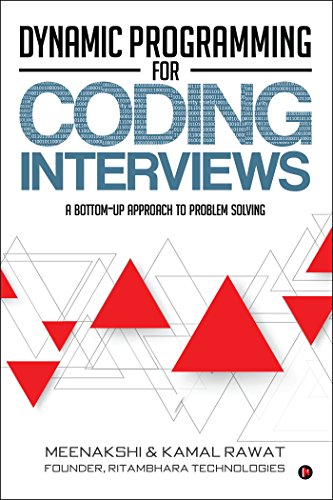 DYNAMIC PROGRAMMING
FOR
CODING
INTERVIEWS
A BOTTOM-UP APPROACH TO PROBLEM SOLVING
MEENAKSHI & KAMAL RAWAT
FOUNDER, RITAMBHARA TECHNOLOGIES